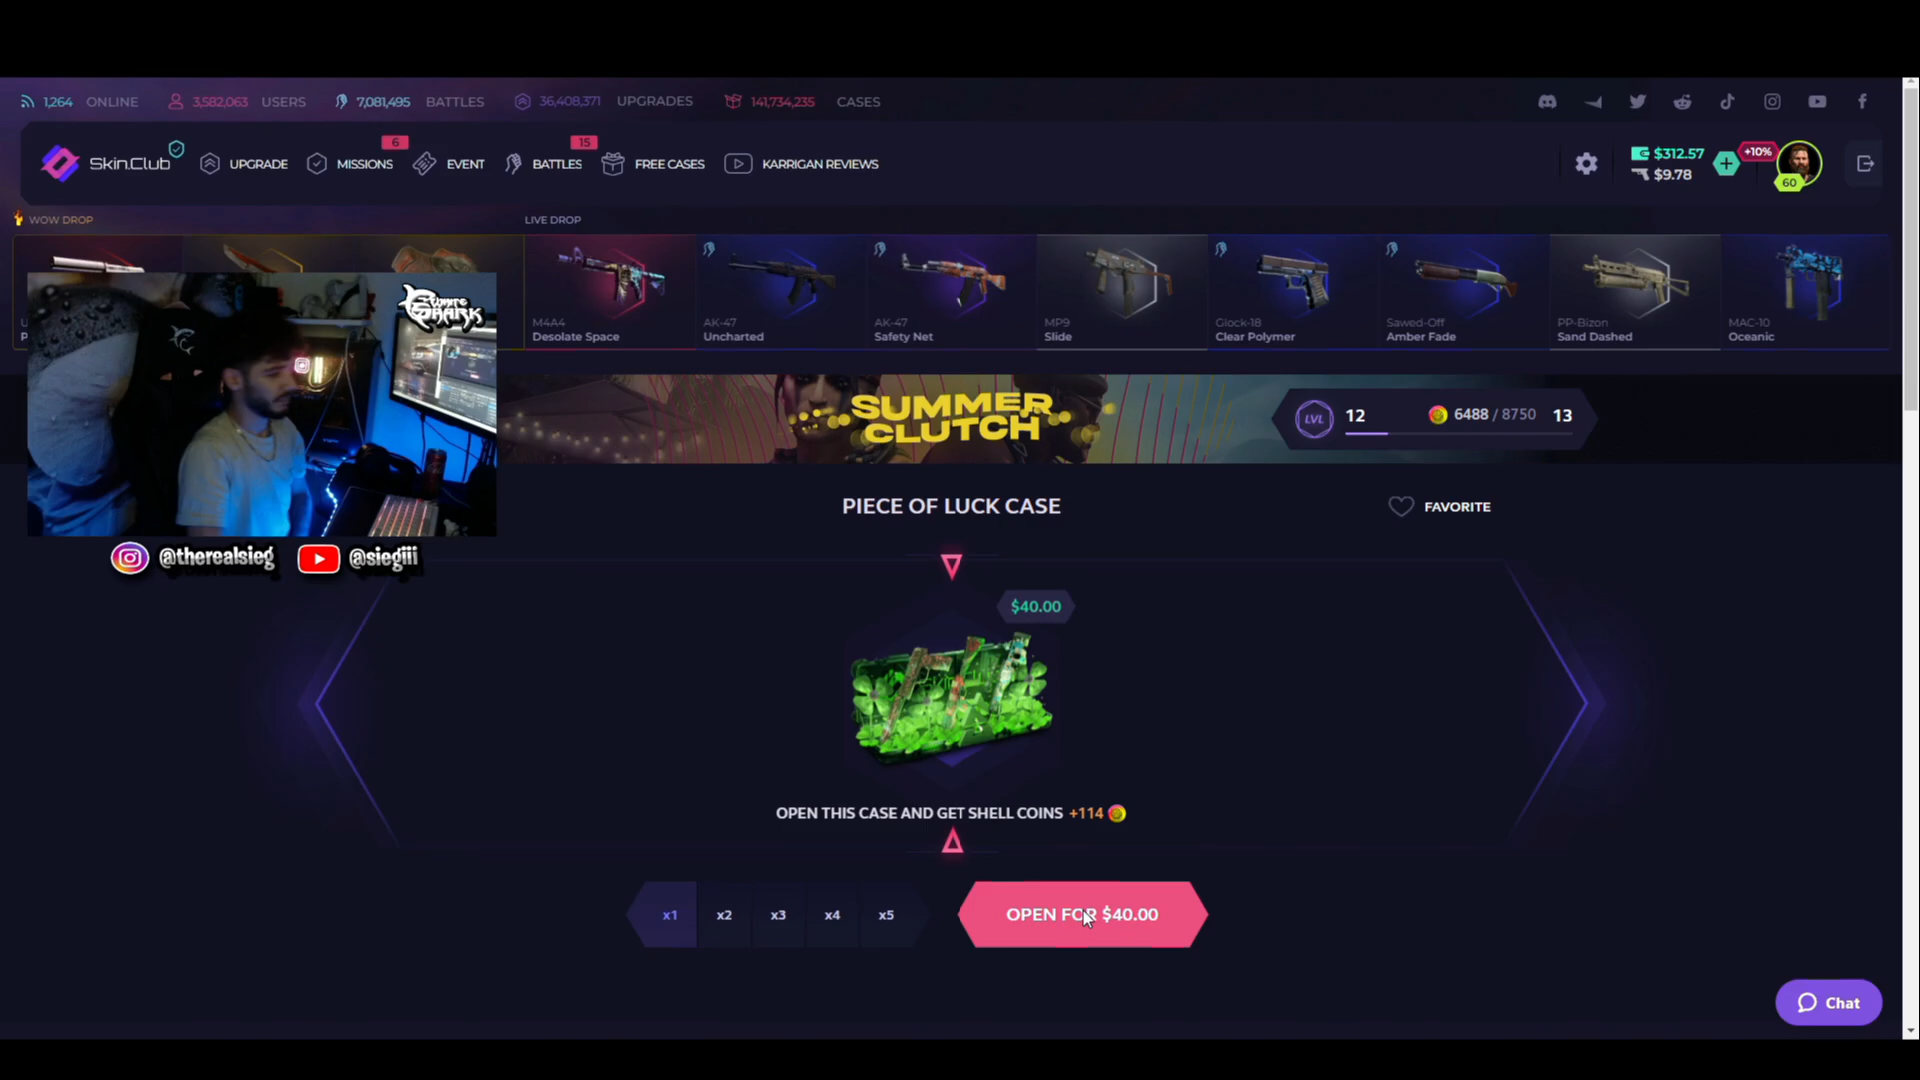 1,264 ONLINE 3,582,063 USERS 7,081,495 BATTLES 36,408,371 UPGRADES 141,734,235 CASES
Skin.Club UPGRADE MISSIONS 6 EVENT BATTLES 15 FREE CASES KARRIGAN REVIEWS
$312.57
$9.78
+10%
60
WOW DROP
LIVE DROP
M4A4
Desolate Space
AK-47
Uncharted
AK-47
Safety Net
MP9
Slide
Glock-18
Clear Polymer
Sawed-Off
Amber Fade
PP-Bizon
Sand Dashed
MAC-10
Oceanic
SHARK
SUMMER
CLUTCH
LVL 12 6488 / 8750 13
PIECE OF LUCK CASE
FAVORITE
@therealsieg @siegiii
$40.00
OPEN THIS CASE AND GET SHELL COINS +114
x1 x2 x3 x4 x5
OPEN FOR $40.00
Chat